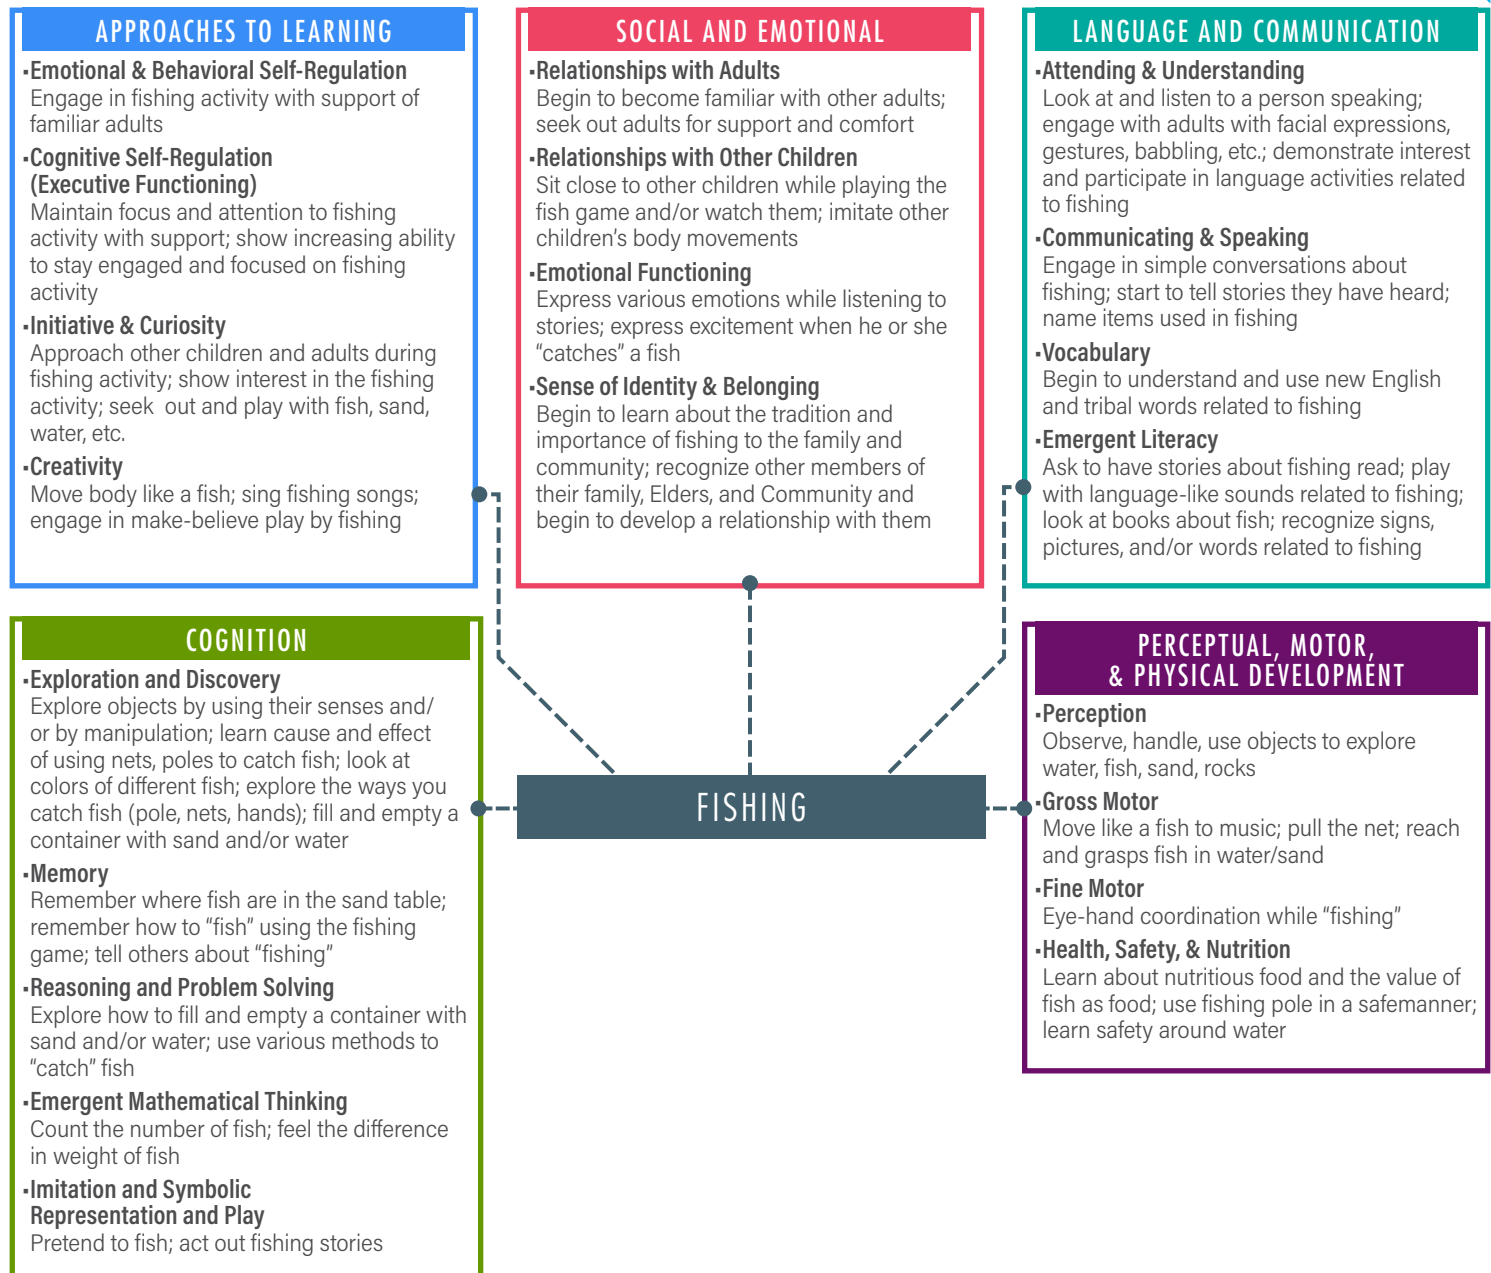 APPROACHES TO LEARNING
▪Emotional & Behavioral Self-Regulation
Engage in fishing activity with support of
familiar adults
▪Cognitive Self-Regulation
(Executive Functioning)
Maintain focus and attention to fishing
activity with support; show increasing ability
to stay engaged and focused on fishing
activity
▪Initiative & Curiosity
Approach other children and adults during
fishing activity; show interest in the fishing
activity; seek  out and play with fish, sand,
water, etc.
▪Creativity
Move body like a fish; sing fishing songs;
engage in make-believe play by fishing
SOCIAL AND EMOTIONAL
▪Relationships with Adults
Begin to become familiar with other adults;
seek out adults for support and comfort
▪Relationships with Other Children
Sit close to other children while playing the
fish game and/or watch them; imitate other
children’s body movements
▪Emotional Functioning
Express various emotions while listening to
stories; express excitement when he or she
“catches” a fish
▪Sense of Identity & Belonging
Begin to learn about the tradition and
importance of fishing to the family and
community; recognize other members of
their family, Elders, and Community and
begin to develop a relationship with them
LANGUAGE AND COMMUNICATION
▪Attending & Understanding
Look at and listen to a person speaking;
engage with adults with facial expressions,
gestures, babbling, etc.; demonstrate interest
and participate in language activities related
to fishing
▪Communicating & Speaking
Engage in simple conversations about
fishing; start to tell stories they have heard;
name items used in fishing
▪Vocabulary
Begin to understand and use new English
and tribal words related to fishing
▪Emergent Literacy
Ask to have stories about fishing read; play
with language-like sounds related to fishing;
look at books about fish; recognize signs,
pictures, and/or words related to fishing
COGNITION
▪Exploration and Discovery
Explore objects by using their senses and/
or by manipulation; learn cause and effect
of using nets, poles to catch fish; look at
colors of different fish; explore the ways you
catch fish (pole, nets, hands); fill and empty a
container with sand and/or water
▪Memory
Remember where fish are in the sand table;
remember how to “fish” using the fishing
game; tell others about “fishing”
▪Reasoning and Problem Solving
Explore how to fill and empty a container with
sand and/or water; use various methods to
“catch” fish
▪Emergent Mathematical Thinking
Count the number of fish; feel the difference
in weight of fish
▪Imitation and Symbolic
Representation and Play
Pretend to fish; act out fishing stories
FISHING
PERCEPTUAL, MOTOR,
& PHYSICAL DEVELOPMENT
▪Perception
Observe, handle, use objects to explore
water, fish, sand, rocks
▪Gross Motor
Move like a fish to music; pull the net; reach
and grasps fish in water/sand
▪Fine Motor
Eye-hand coordination while “fishing”
▪Health, Safety, & Nutrition
Learn about nutritious food and the value of
fish as food; use fishing pole in a safemanner;
learn safety around water